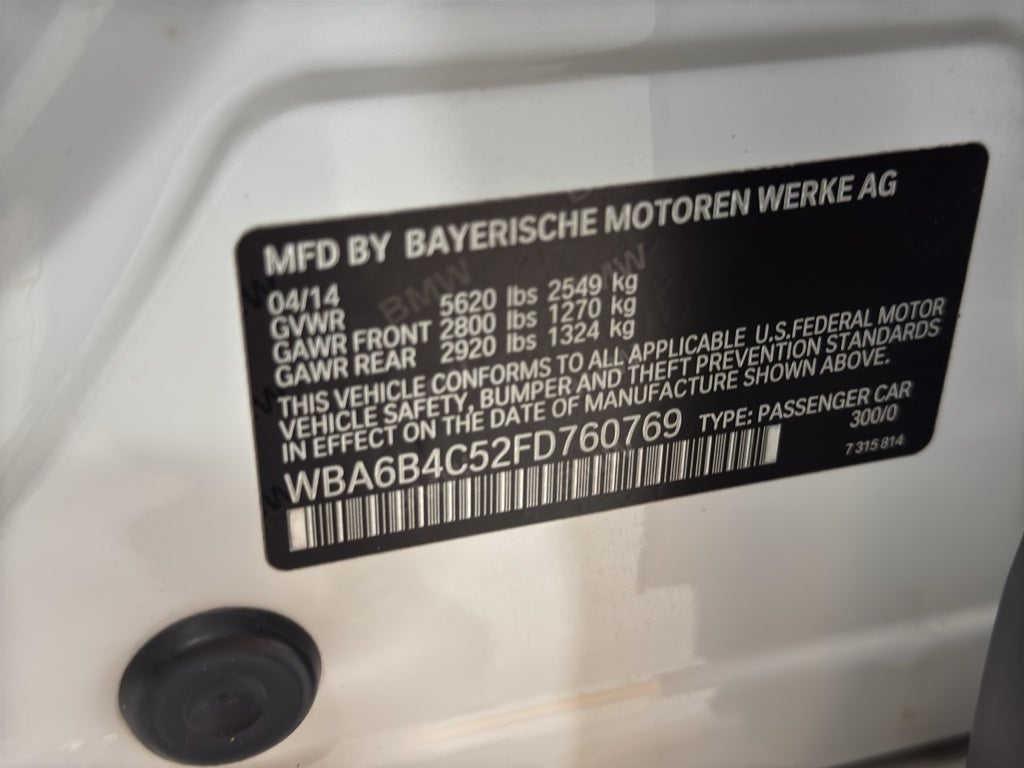 MFD BY BAYERISCHE MOTOREN WERKE AG
04/14
GVWR 5620 lbs 2549 kg
GAWR FRONT 2800 lbs 1270 kg
GAWR REAR 2920 lbs 1324 kg
THIS VEHICLE CONFORMS TO ALL APPLICABLE U.S.FEDERAL MOTOR
VEHICLE SAFETY, BUMPER AND THEFT PREVENTION STANDARDS
IN EFFECT ON THE DATE OF MANUFACTURE SHOWN ABOVE.
WBA6B4C52FD760769 TYPE: PASSENGER CAR
300/0
7 315 814
BMW